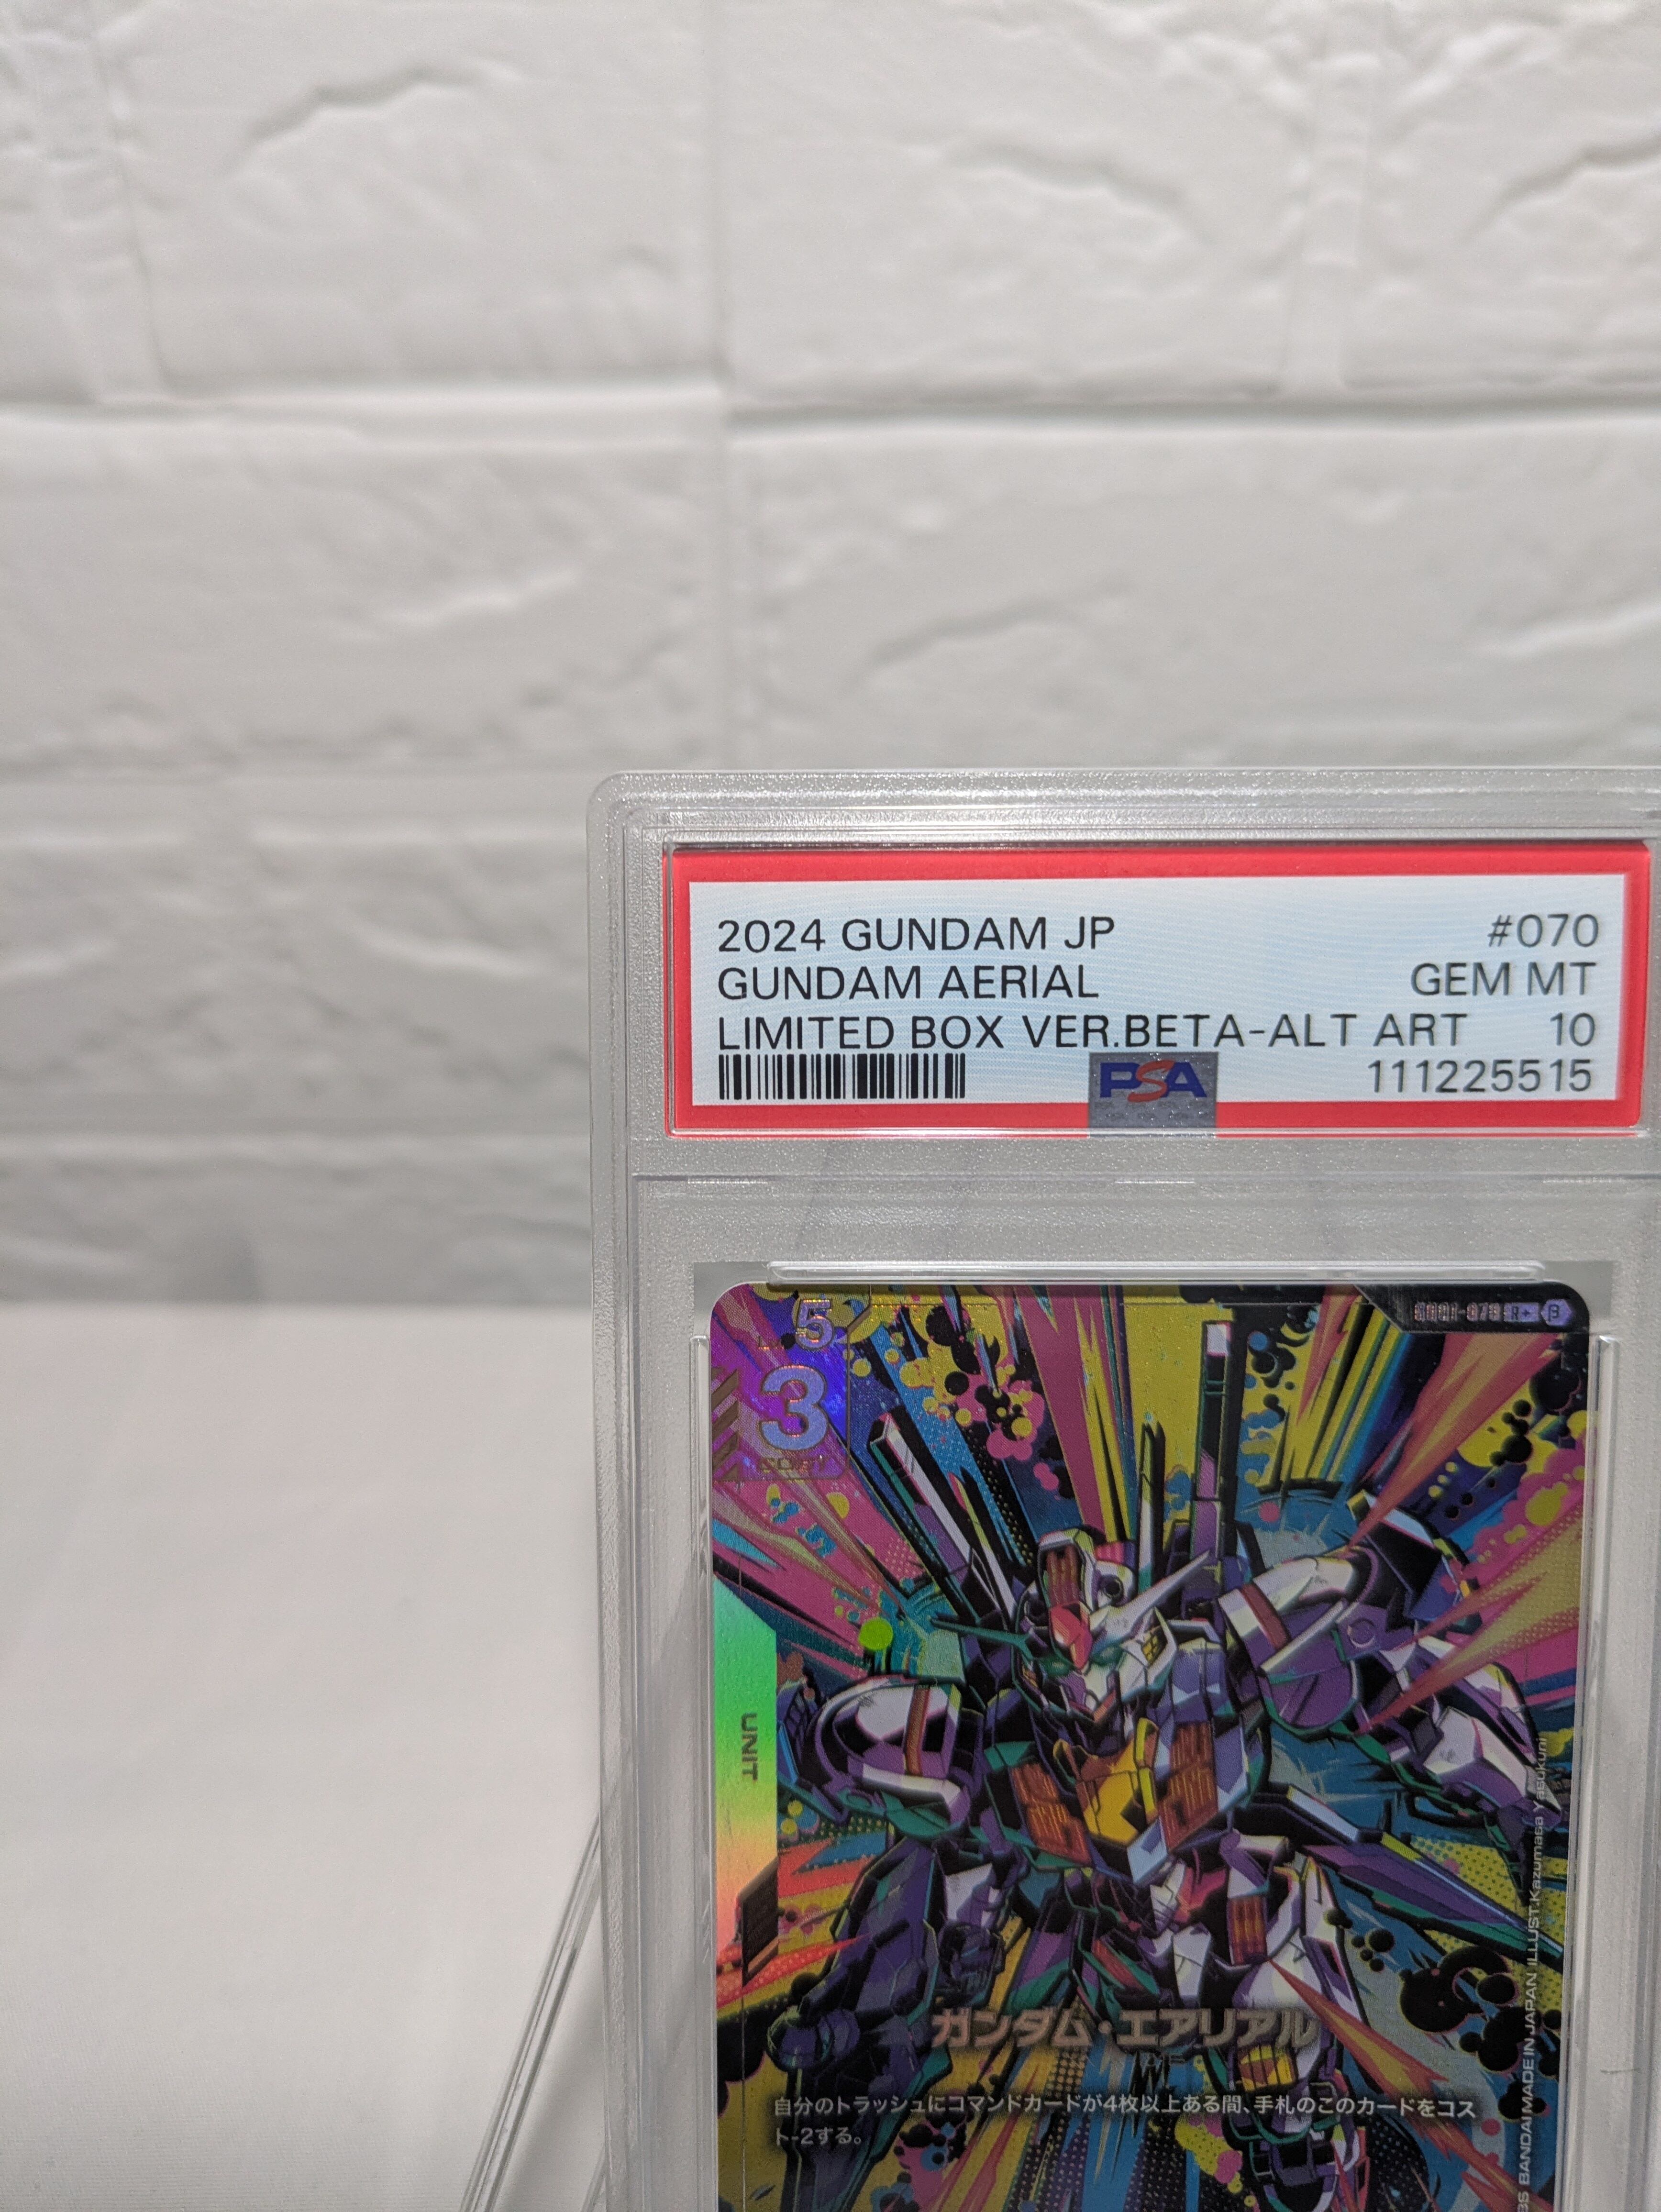 2024 GUNDAM JP #070
GUNDAM AERIAL GEM MT
LIMITED BOX VER.BETA-ALT ART 10
PSA 111225515
5
3
COST
R+ β
UNIT
ガンダム・エアリアル
自分のトラッシュにコマンドカードが4枚以上ある間、手札のこのカードをコス
ト-2する。
BANDAI MADE IN JAPAN ILLUST.Kazumasa Yasukuni